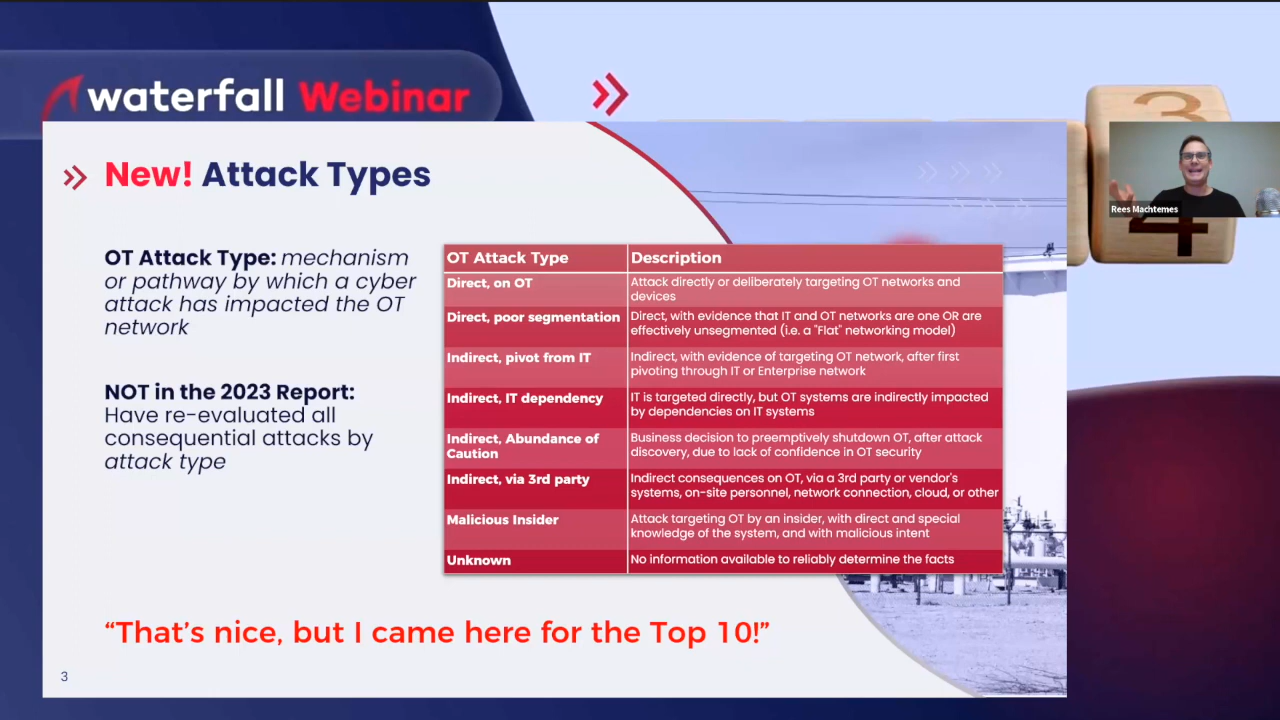 waterfall Webinar
3
4
Rees Machtemes
New! Attack Types
OT Attack Type: mechanism
or pathway by which a cyber
attack has impacted the OT
network
NOT in the 2023 Report:
Have re-evaluated all
consequential attacks by
attack type
OT Attack Type Description
Direct, on OT Attack directly or deliberately targeting OT networks and
devices
Direct, poor segmentation Direct, with evidence that IT and OT networks are one OR are
effectively unsegmented (i.e. a "Flat" networking model)
Indirect, pivot from IT Indirect, with evidence of targeting OT network, after first
pivoting through IT or Enterprise network
Indirect, IT dependency IT is targeted directly, but OT systems are indirectly impacted
by dependencies on IT systems
Indirect, Abundance of Business decision to preemptively shutdown OT, after attack
Caution discovery, due to lack of confidence in OT security
Indirect, via 3rd party Indirect consequences on OT, via a 3rd party or vendor's
systems, on-site personnel, network connection, cloud, or other
Malicious Insider Attack targeting OT by an insider, with direct and special
knowledge of the system, and with malicious intent
Unknown No information available to reliably determine the facts
“That’s nice, but I came here for the Top 10!”
3